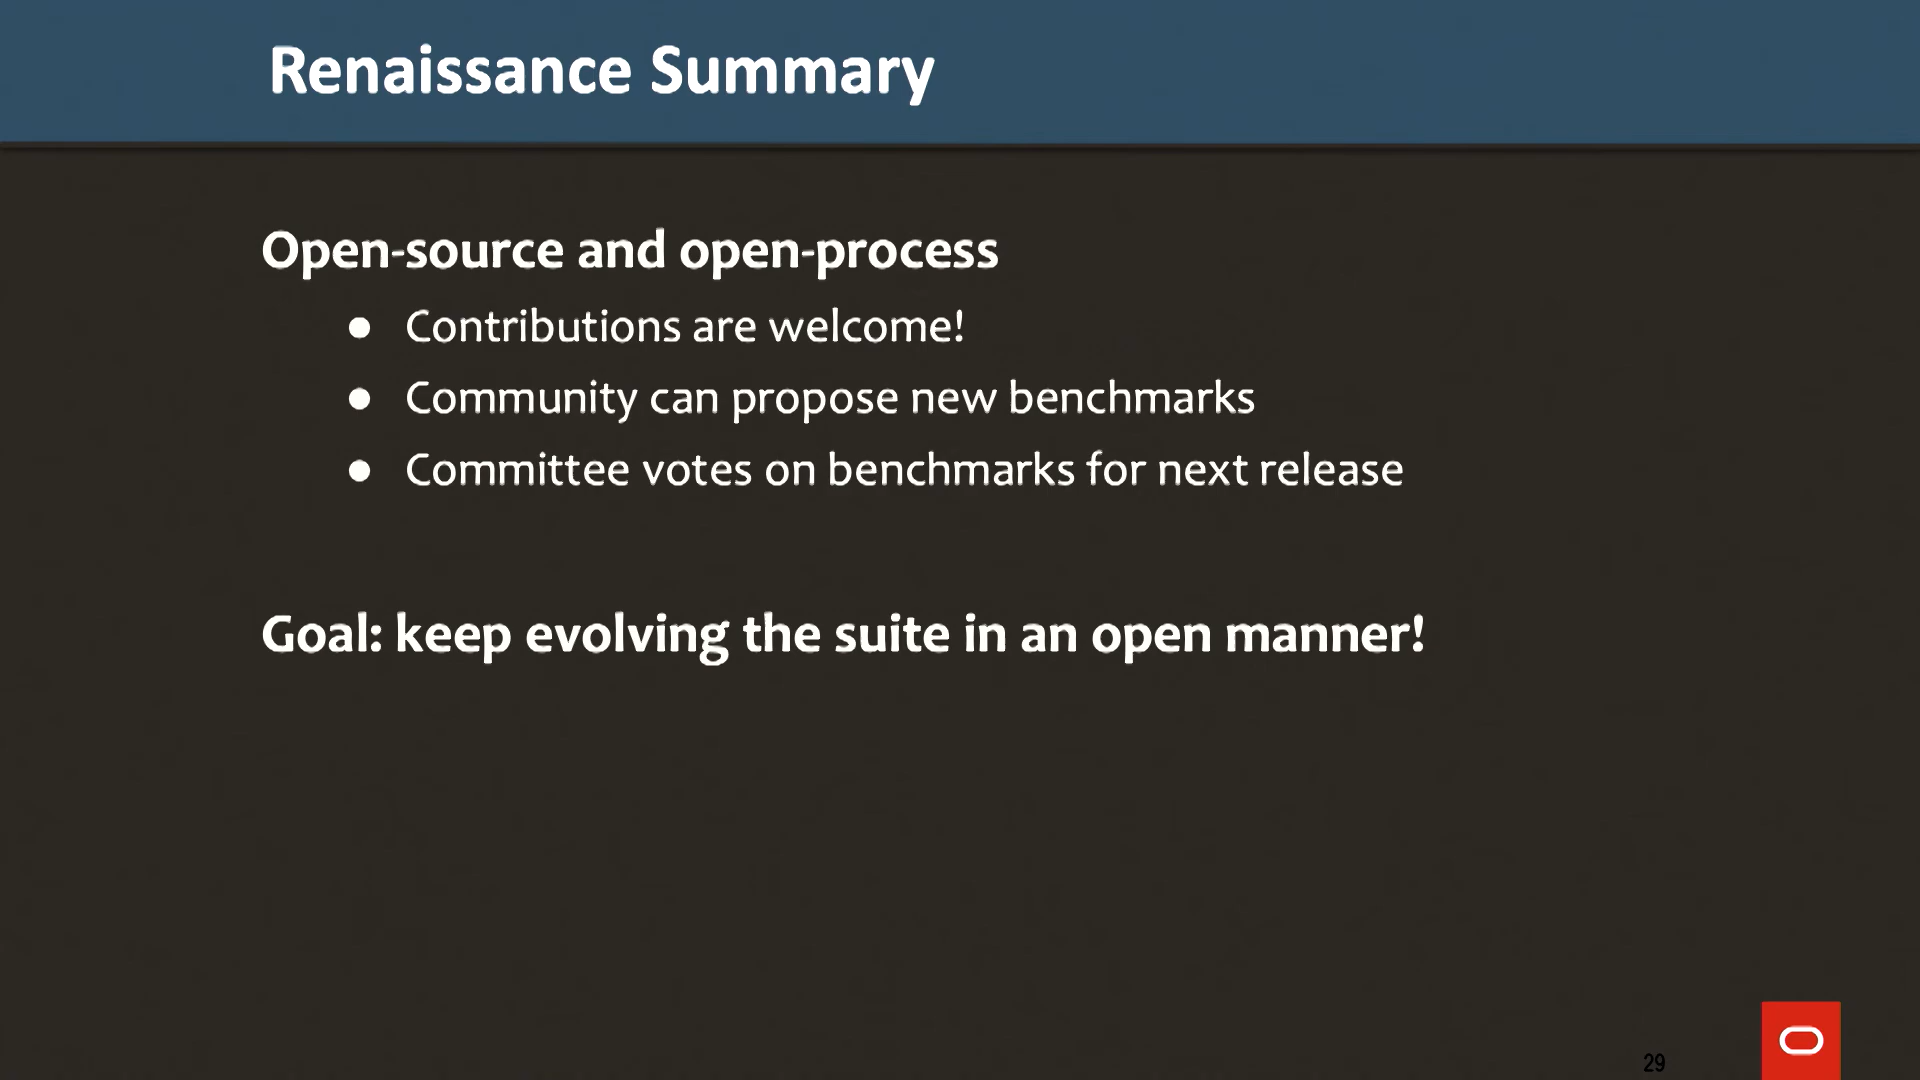 Renaissance Summary
Open-source and open-process
● Contributions are welcome!
● Community can propose new benchmarks
● Committee votes on benchmarks for next release
Goal: keep evolving the suite in an open manner!
29